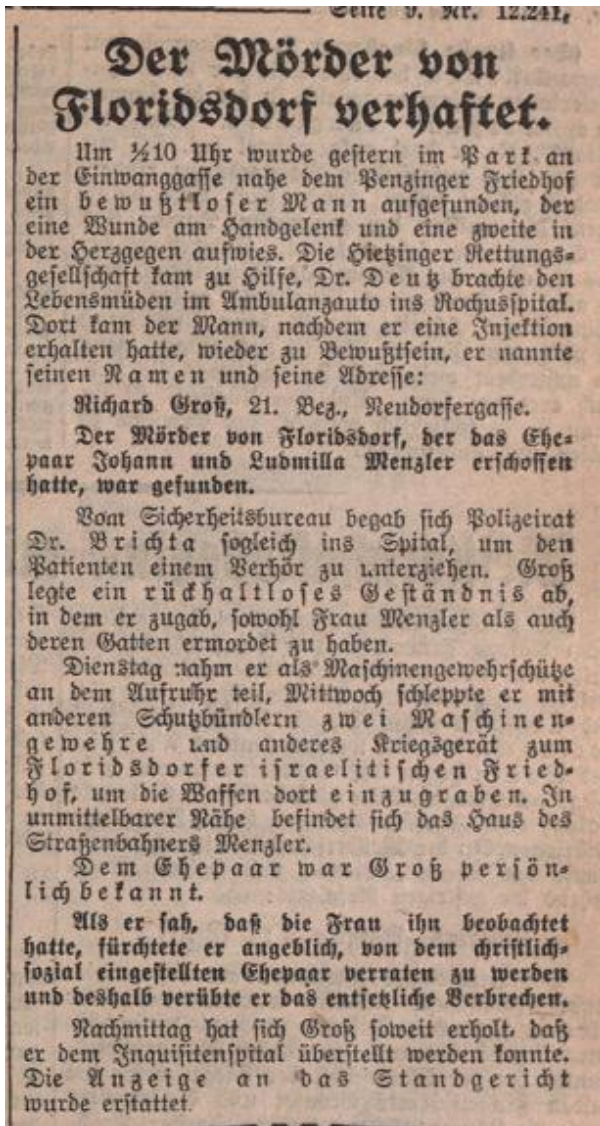 Seite 9. Nr. 12.241,
Der Mörder von
Floridsdorf verhaftet.
Um ½10 Uhr wurde gestern im Park an
der Einwanggasse nahe dem Penzinger Friedhof
ein bewußtloser Mann aufgefunden, der
eine Wunde am Handgelenk und eine zweite in
der Herzgegen aufwies. Die Hietzinger Rettungs-
gesellschaft kam zu Hilfe, Dr. Deutz brachte den
Lebensmüden im Ambulanzauto ins Rochusspital.
Dort kam der Mann, nachdem er eine Injektion
erhalten hatte, wieder zu Bewußtsein, er nannte
seinen Namen und seine Adresse:
Richard Groß, 21. Bez., Neudorfergasse.
Der Mörder von Floridsdorf, der das Ehe-
paar Johann und Ludmilla Menzler erschossen
hatte, war gefunden.
Vom Sicherheitsbureau begab sich Polizeirat
Dr. Brichta sogleich ins Spital, um den
Patienten einem Verhör zu unterziehen. Groß
legte ein rückhaltloses Geständnis ab,
in dem er zugab, sowohl Frau Menzler als auch
deren Gatten ermordet zu haben.
Dienstag nahm er als Maschinengewehrschütze
an dem Aufruhr teil, Mittwoch schleppte er mit
anderen Schutzbündlern zwei Maschinen-
gewehre und anderes Kriegsgerät zum
Floridsdorfer israelitischen Fried-
hof, um die Waffen dort einzugraben. In
unmittelbarer Nähe befindet sich das Haus des
Straßenbahners Menzler.
Dem Ehepaar war Groß persön-
lich bekannt.
Als er sah, daß die Frau ihn beobachtet
hatte, fürchtete er angeblich, von dem christlich-
sozial eingestellten Ehepaar verraten zu werden
und deshalb verübte er das entsetzliche Verbrechen.
Nachmittag hat sich Groß soweit erholt, daß
er dem Inquisitenspital überstellt werden konnte.
Die Anzeige an das Standgericht
wurde erstattet.